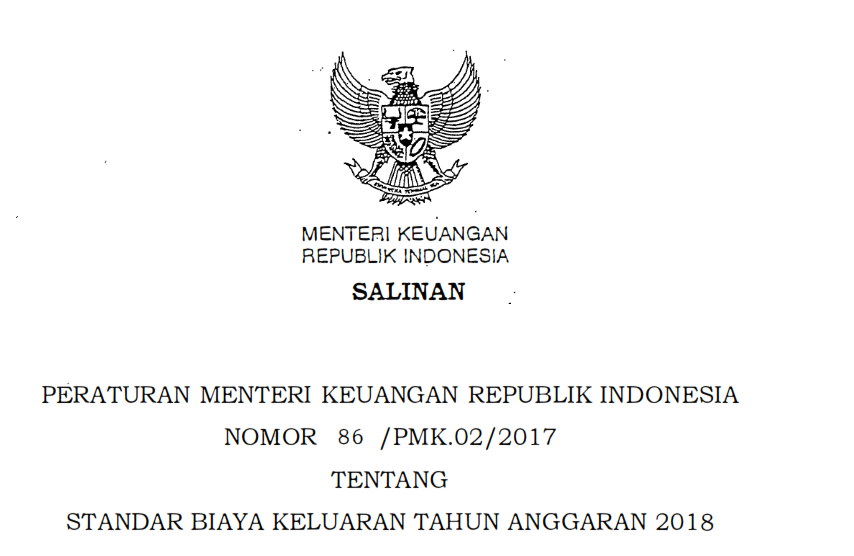 MENTERI KEUANGAN
REPUBLIK INDONESIA
SALINAN
PERATURAN MENTERI KEUANGAN REPUBLIK INDONESIA
NOMOR 86 /PMK.02/2017
TENTANG
STANDAR BIAYA KELUARAN TAHUN ANGGARAN 2018